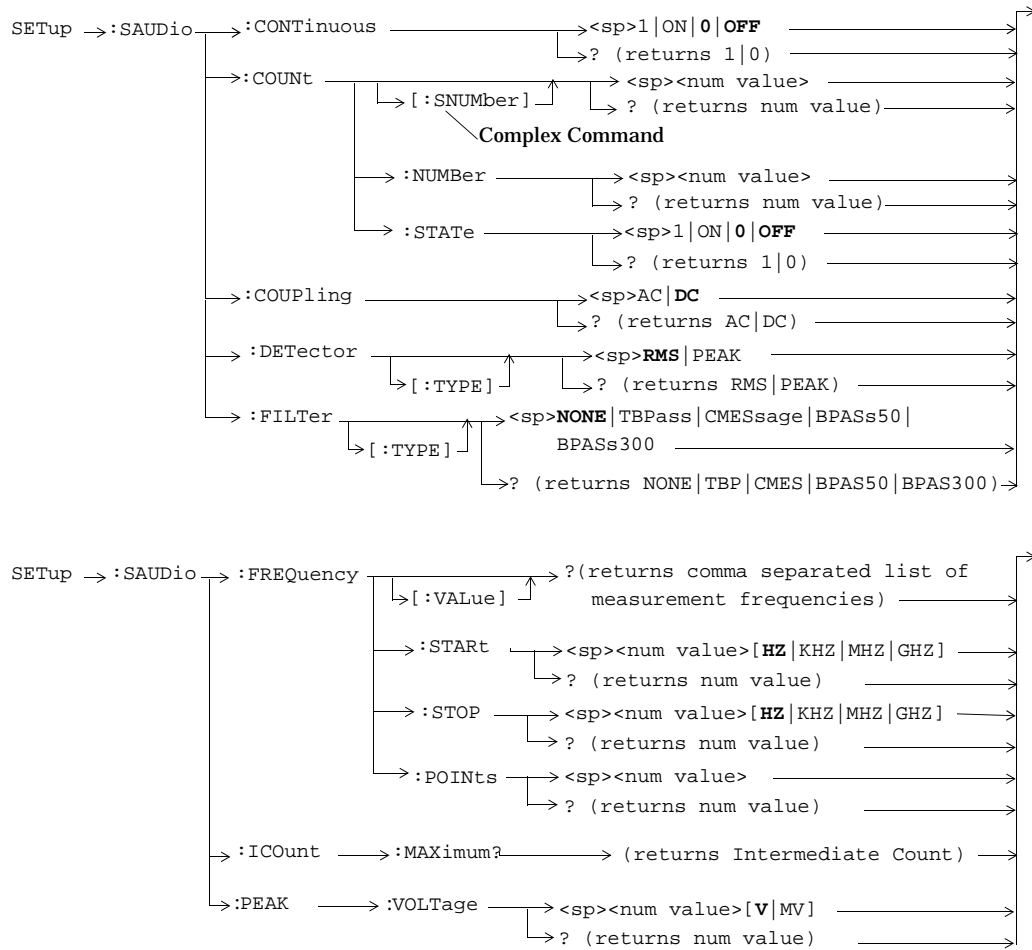 SETup :SAUDio :CONTinuous <sp>1|ON|0|OFF
? (returns 1|0)
:COUNt <sp><num value>
[:SNUMber] ? (returns num value)
Complex Command
:NUMBer <sp><num value>
? (returns num value)
:STATe <sp>1|ON|0|OFF
? (returns 1|0)
:COUPling <sp>AC|DC
? (returns AC|DC)
:DETector <sp>RMS|PEAK
[:TYPE] ? (returns RMS|PEAK)
:FILTer <sp>NONE|TBPass|CMESsage|BPASs50|
[:TYPE] BPASs300
? (returns NONE|TBP|CMES|BPAS50|BPAS300)
SETup :SAUDio :FREQuency ?(returns comma separated list of
[:VALue] measurement frequencies)
:STARt <sp><num value>[HZ|KHZ|MHZ|GHZ]
? (returns num value)
:STOP <sp><num value>[HZ|KHZ|MHZ|GHZ]
? (returns num value)
:POINts <sp><num value>
? (returns num value)
:ICOunt :MAXimum? (returns Intermediate Count)
:PEAK :VOLTage <sp><num value>[V|MV]
? (returns num value)